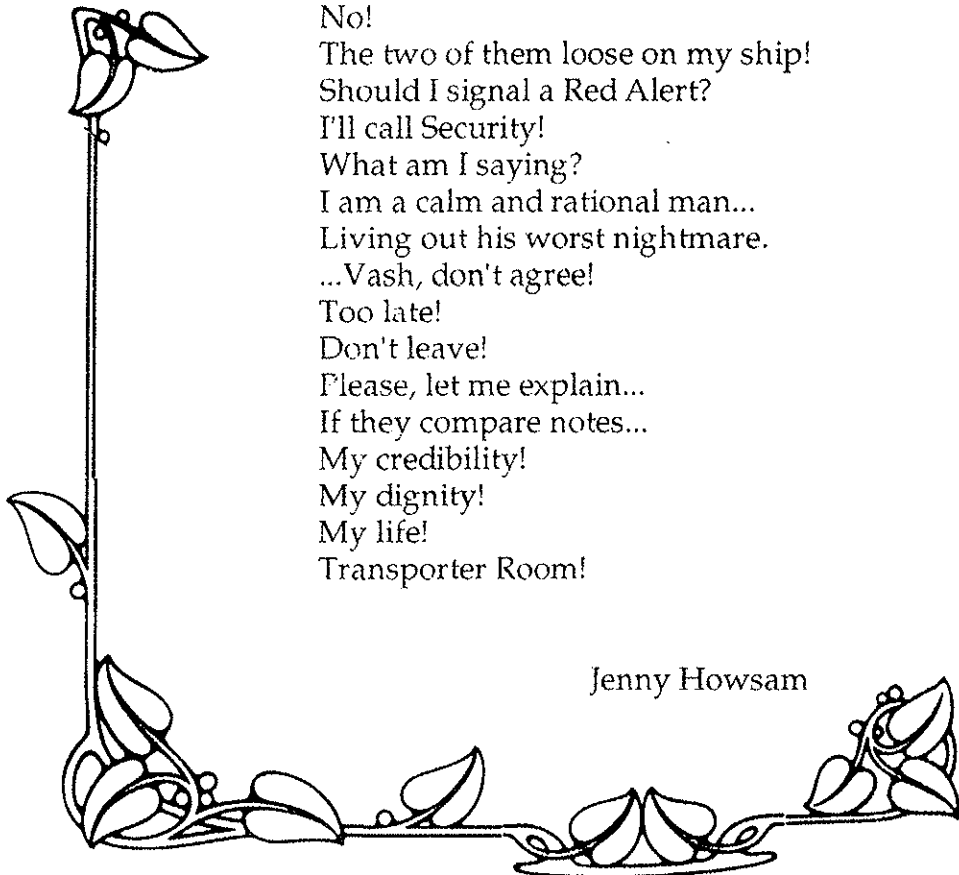 No!
The two of them loose on my ship!
Should I signal a Red Alert?
I'll call Security!
What am I saying?
I am a calm and rational man...
Living out his worst nightmare.
...Vash, don't agree!
Too late!
Don't leave!
Please, let me explain...
If they compare notes...
My credibility!
My dignity!
My life!
Transporter Room!
Jenny Howsam